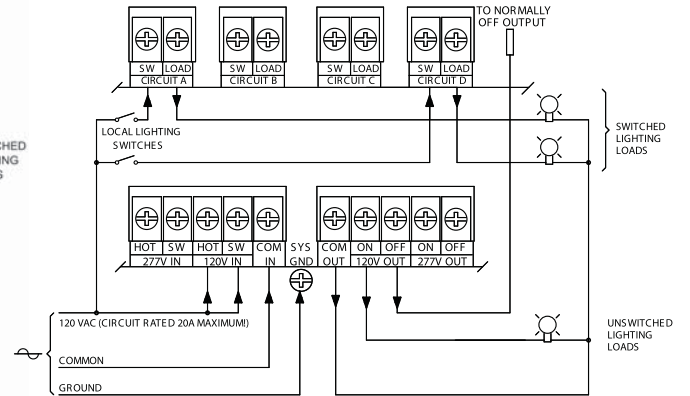 TO NORMALLY
OFF OUTPUT
SW LOAD SW LOAD SW LOAD SW LOAD
CIRCUIT A CIRCUIT B CIRCUIT C CIRCUIT D
LOCAL LIGHTING
SWITCHES
SWITCHED
LIGHTING
LOADS
HOT SW HOT SW COM SYS COM ON OFF ON OFF
277V IN 120V IN IN GND OUT 120V OUT 277V OUT
120 VAC (CIRCUIT RATED 20A MAXIMUM!)
COMMON
GROUND
UNSWITCHED
LIGHTING
LOADS